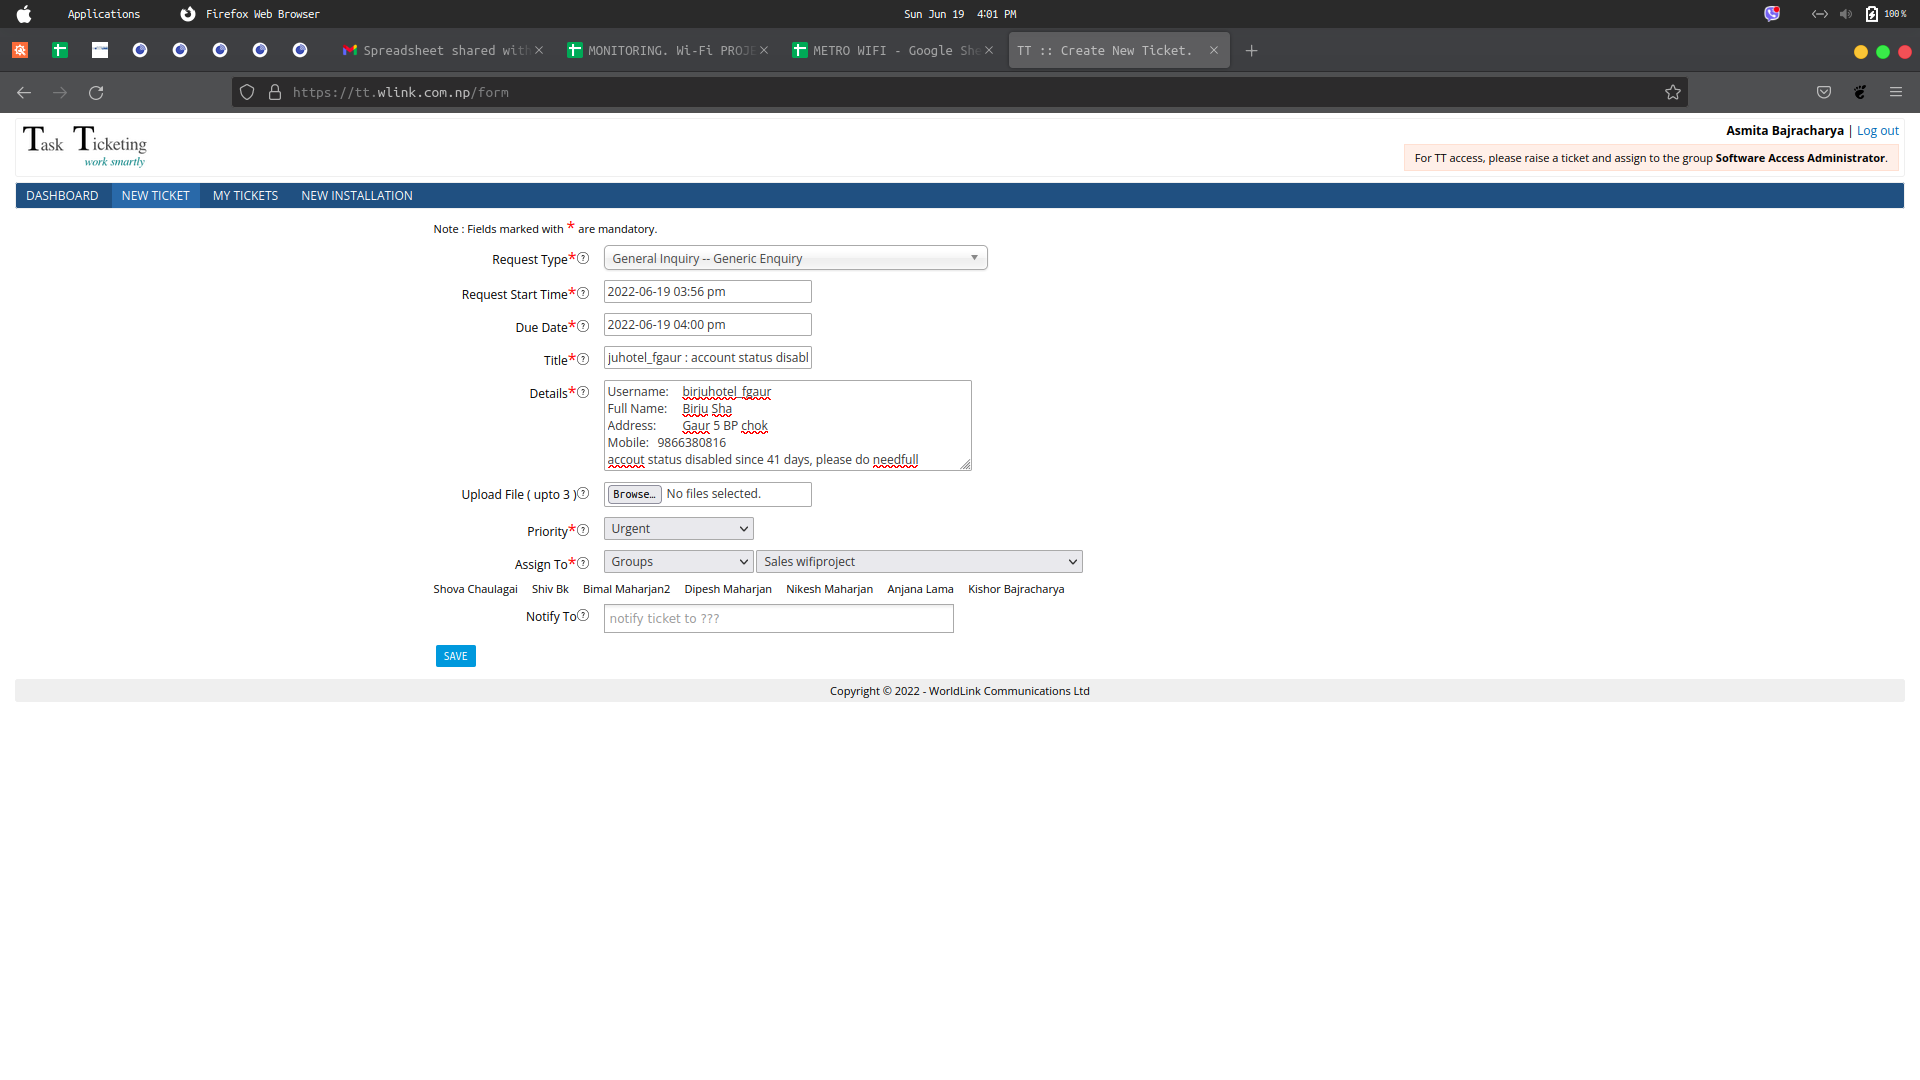 Applications Firefox Web Browser Sun Jun 19 4:01 PM 100%
Spreadsheet shared with MONITORING. Wi-Fi PROJE METRO WIFI - Google She TT :: Create New Ticket.
https://tt.wlink.com.np/form
Task Ticketing
work smartly
Asmita Bajracharya | Log out
For TT access, please raise a ticket and assign to the group Software Access Administrator.
DASHBOARD NEW TICKET MY TICKETS NEW INSTALLATION
Note : Fields marked with * are mandatory.
Request Type* General Inquiry -- Generic Enquiry
Request Start Time* 2022-06-19 03:56 pm
Due Date* 2022-06-19 04:00 pm
Title* juhotel_fgaur : account status disabl
Details* Username: birjuhotel_fgaur
Full Name: Birju Sha
Address: Gaur 5 BP chok
Mobile: 9866380816
accout status disabled since 41 days, please do needfull
Upload File ( upto 3 ) Browse... No files selected.
Priority* Urgent
Assign To* Groups Sales wifiproject
Shova Chaulagai Shiv Bk Bimal Maharjan2 Dipesh Maharjan Nikesh Maharjan Anjana Lama Kishor Bajracharya
Notify To notify ticket to ???
SAVE
Copyright © 2022 - WorldLink Communications Ltd